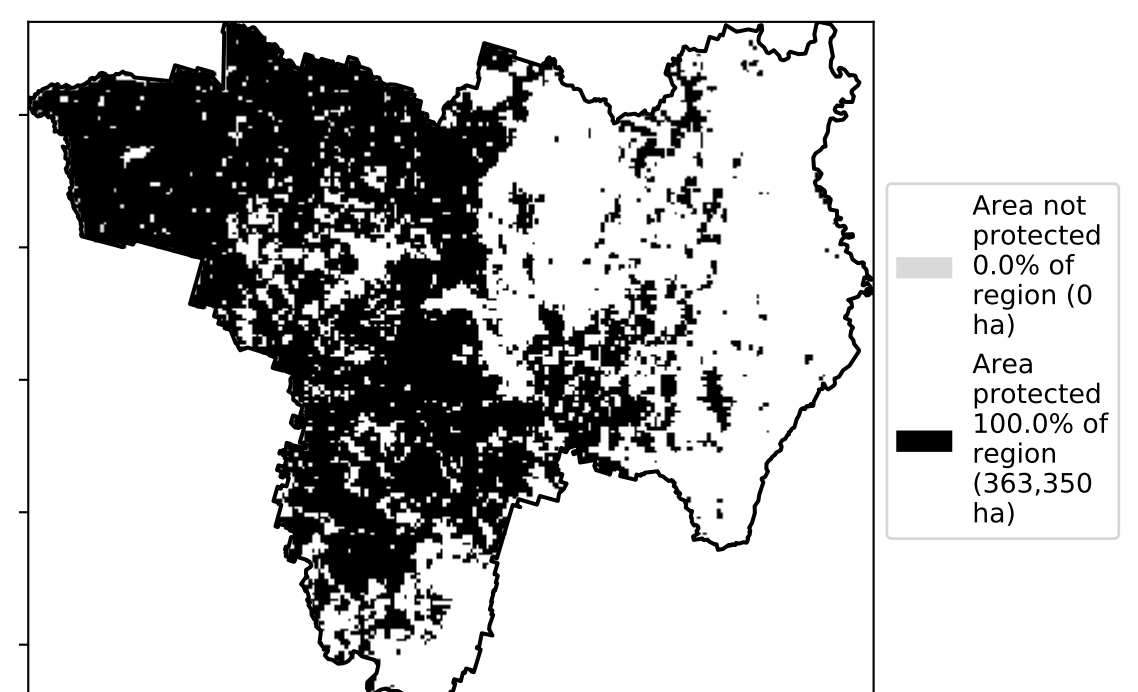 Area not
protected
0.0% of
region (0
ha)
Area
protected
100.0% of
region
(363,350
ha)